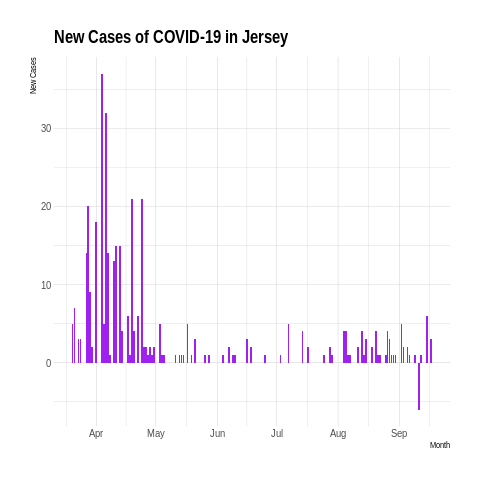 New Cases of COVID-19 in Jersey
New Cases
30
20
10
0
Apr May Jun Jul Aug Sep
Month